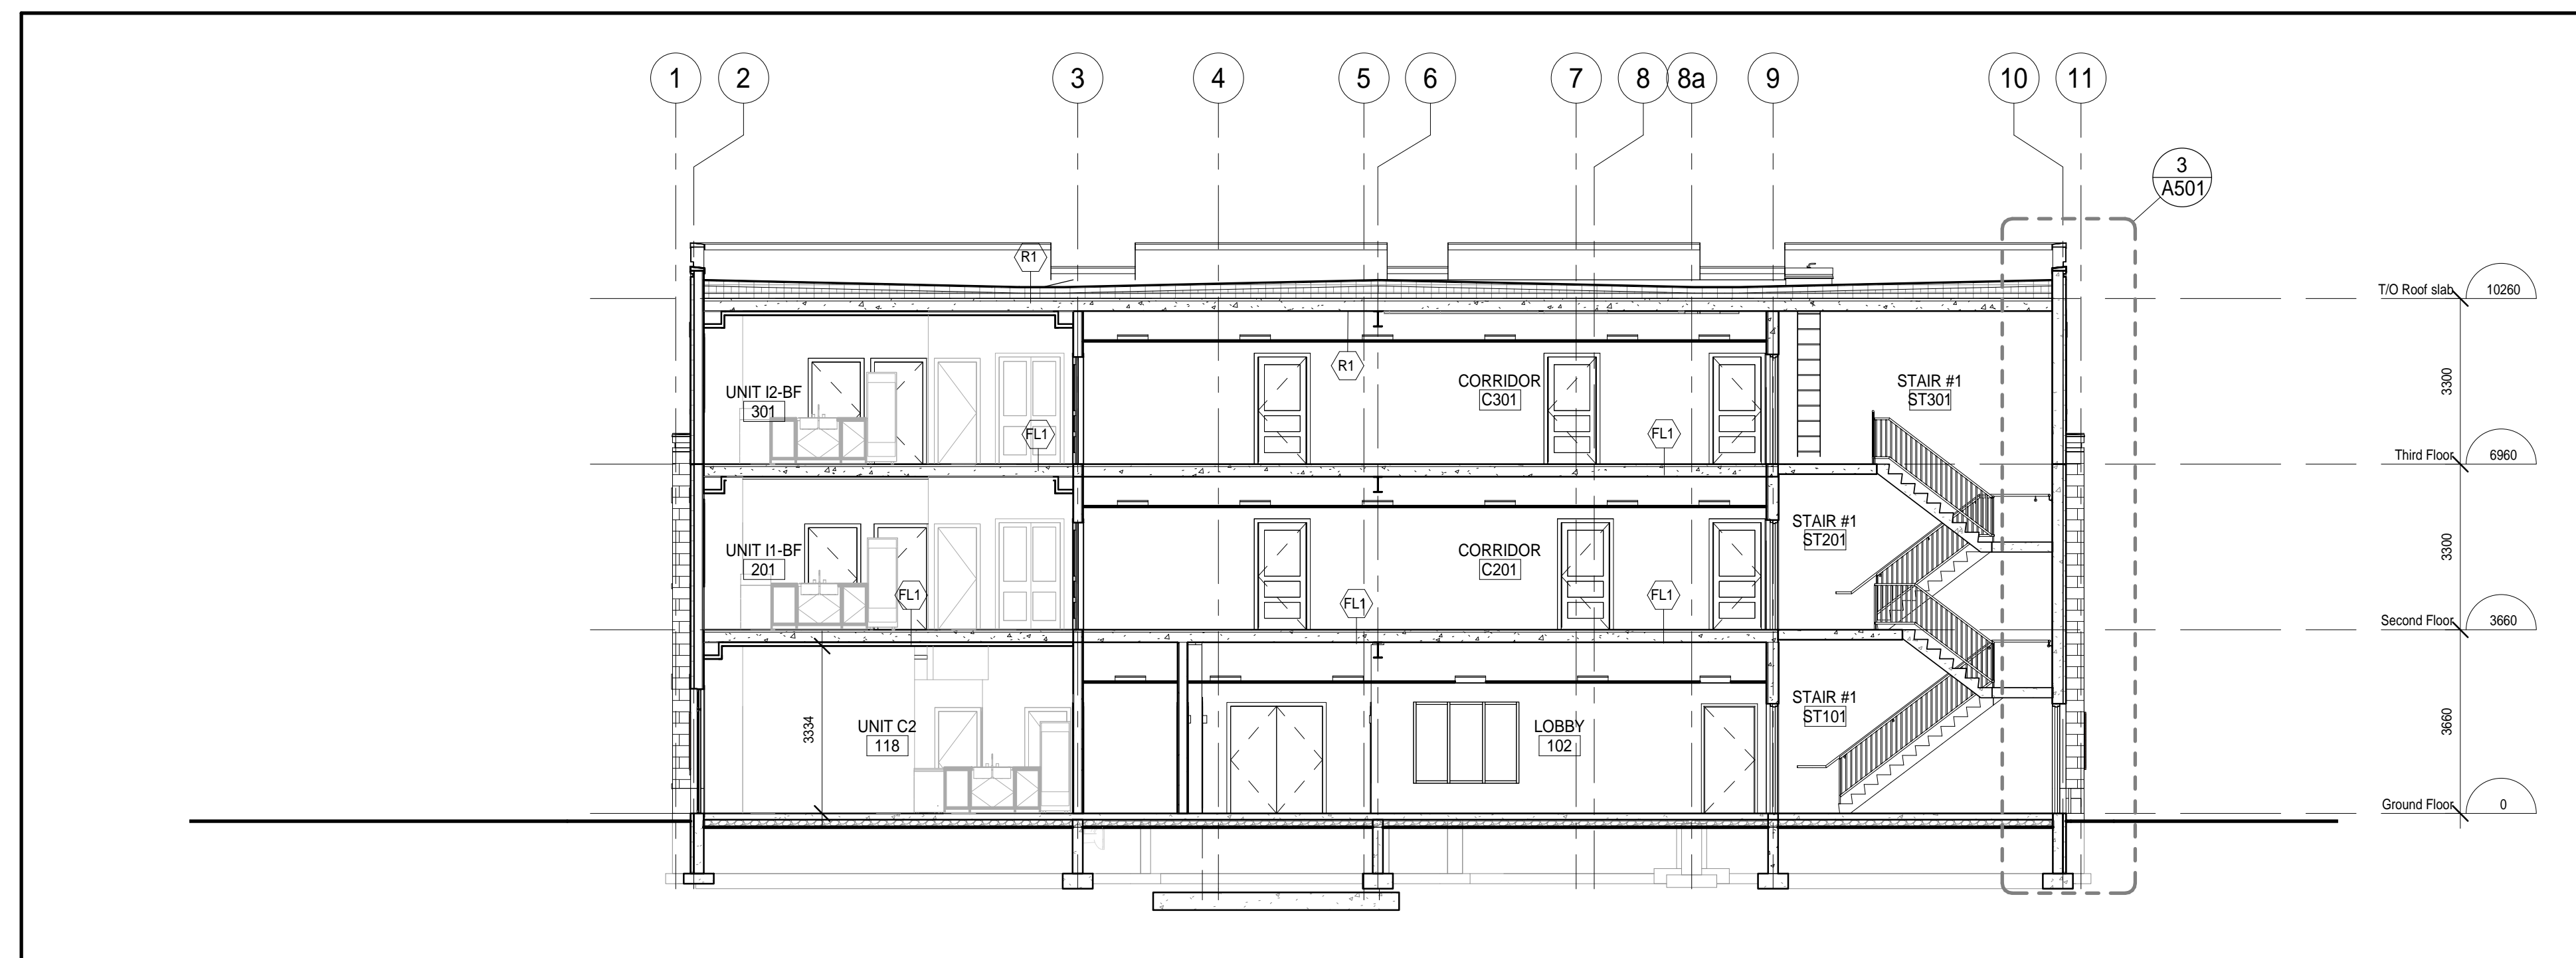 1
2
3
4
5
6
7
8
8a
9
10
11
3
A501
R1
T/O Roof slab
10260
R1
3300
UNIT I2-BF
301
CORRIDOR
C301
STAIR #1
ST301
FL1
FL1
Third Floor
6960
UNIT I1-BF
201
CORRIDOR
C201
STAIR #1
ST201
3300
FL1
FL1
FL1
Second Floor
3660
3334
UNIT C2
118
LOBBY
102
STAIR #1
ST101
3660
Ground Floor
0